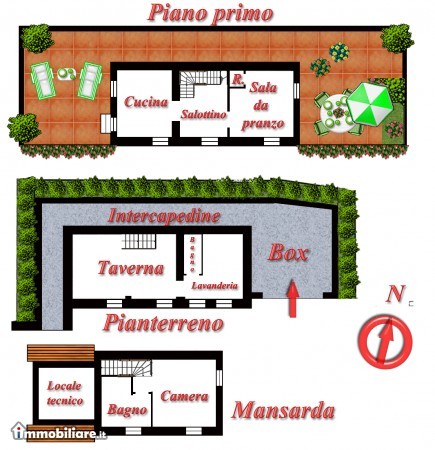 Piano primo
R.
Cucina
Salottino
Sala
da
pranzo
Intercapedine
Bagno
Taverna
Lavanderia
Box
Pianterreno
N
Locale
tecnico
Bagno
Camera
Mansarda
immobiliare.it